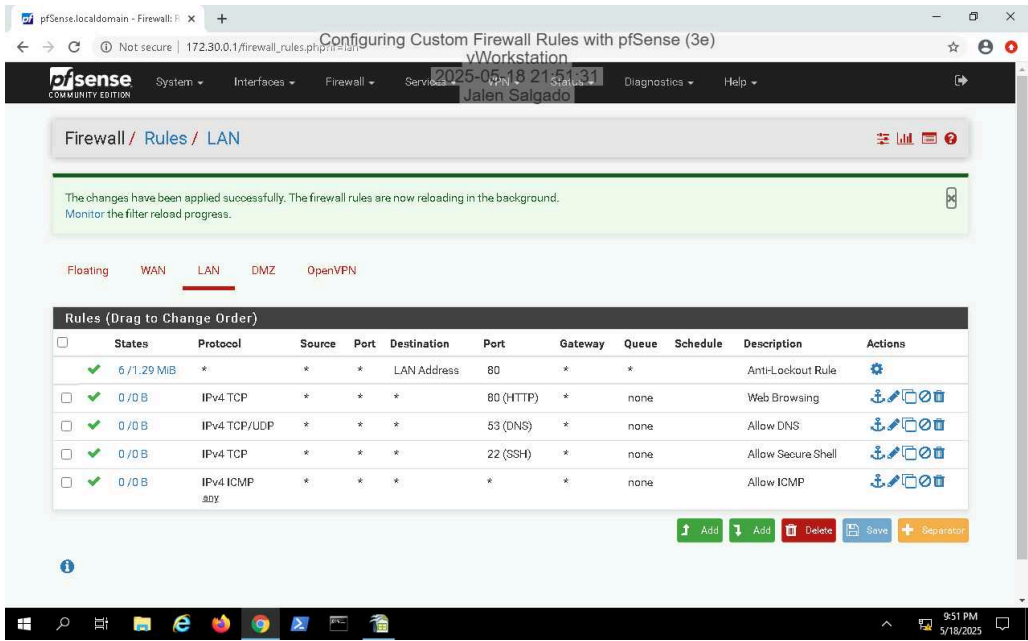 pfSense.localdomain - Firewall: R
Not secure 172.30.0.1/firewall_rules.php?if=lan
Configuring Custom Firewall Rules with pfSense (3e)
vWorkstation
2025-05-18 21:51:31
Jalen Salgado
pfsense System Interfaces Firewall Services VPN Status Diagnostics Help
COMMUNITY EDITION
Firewall / Rules / LAN
The changes have been applied successfully. The firewall rules are now reloading in the background.
Monitor the filter reload progress.
Floating WAN LAN DMZ OpenVPN
Rules (Drag to Change Order)
States Protocol Source Port Destination Port Gateway Queue Schedule Description Actions
6 /1.29 MiB * * * LAN Address 80 * * Anti-Lockout Rule
0 /0 B IPv4 TCP * * * 80 (HTTP) * none Web Browsing
0 /0 B IPv4 TCP/UDP * * * 53 (DNS) * none Allow DNS
0 /0 B IPv4 TCP * * * 22 (SSH) * none Allow Secure Shell
0 /0 B IPv4 ICMP * * * * * none Allow ICMP
any
Add Add Delete Save Separator
9:51 PM
5/18/2025